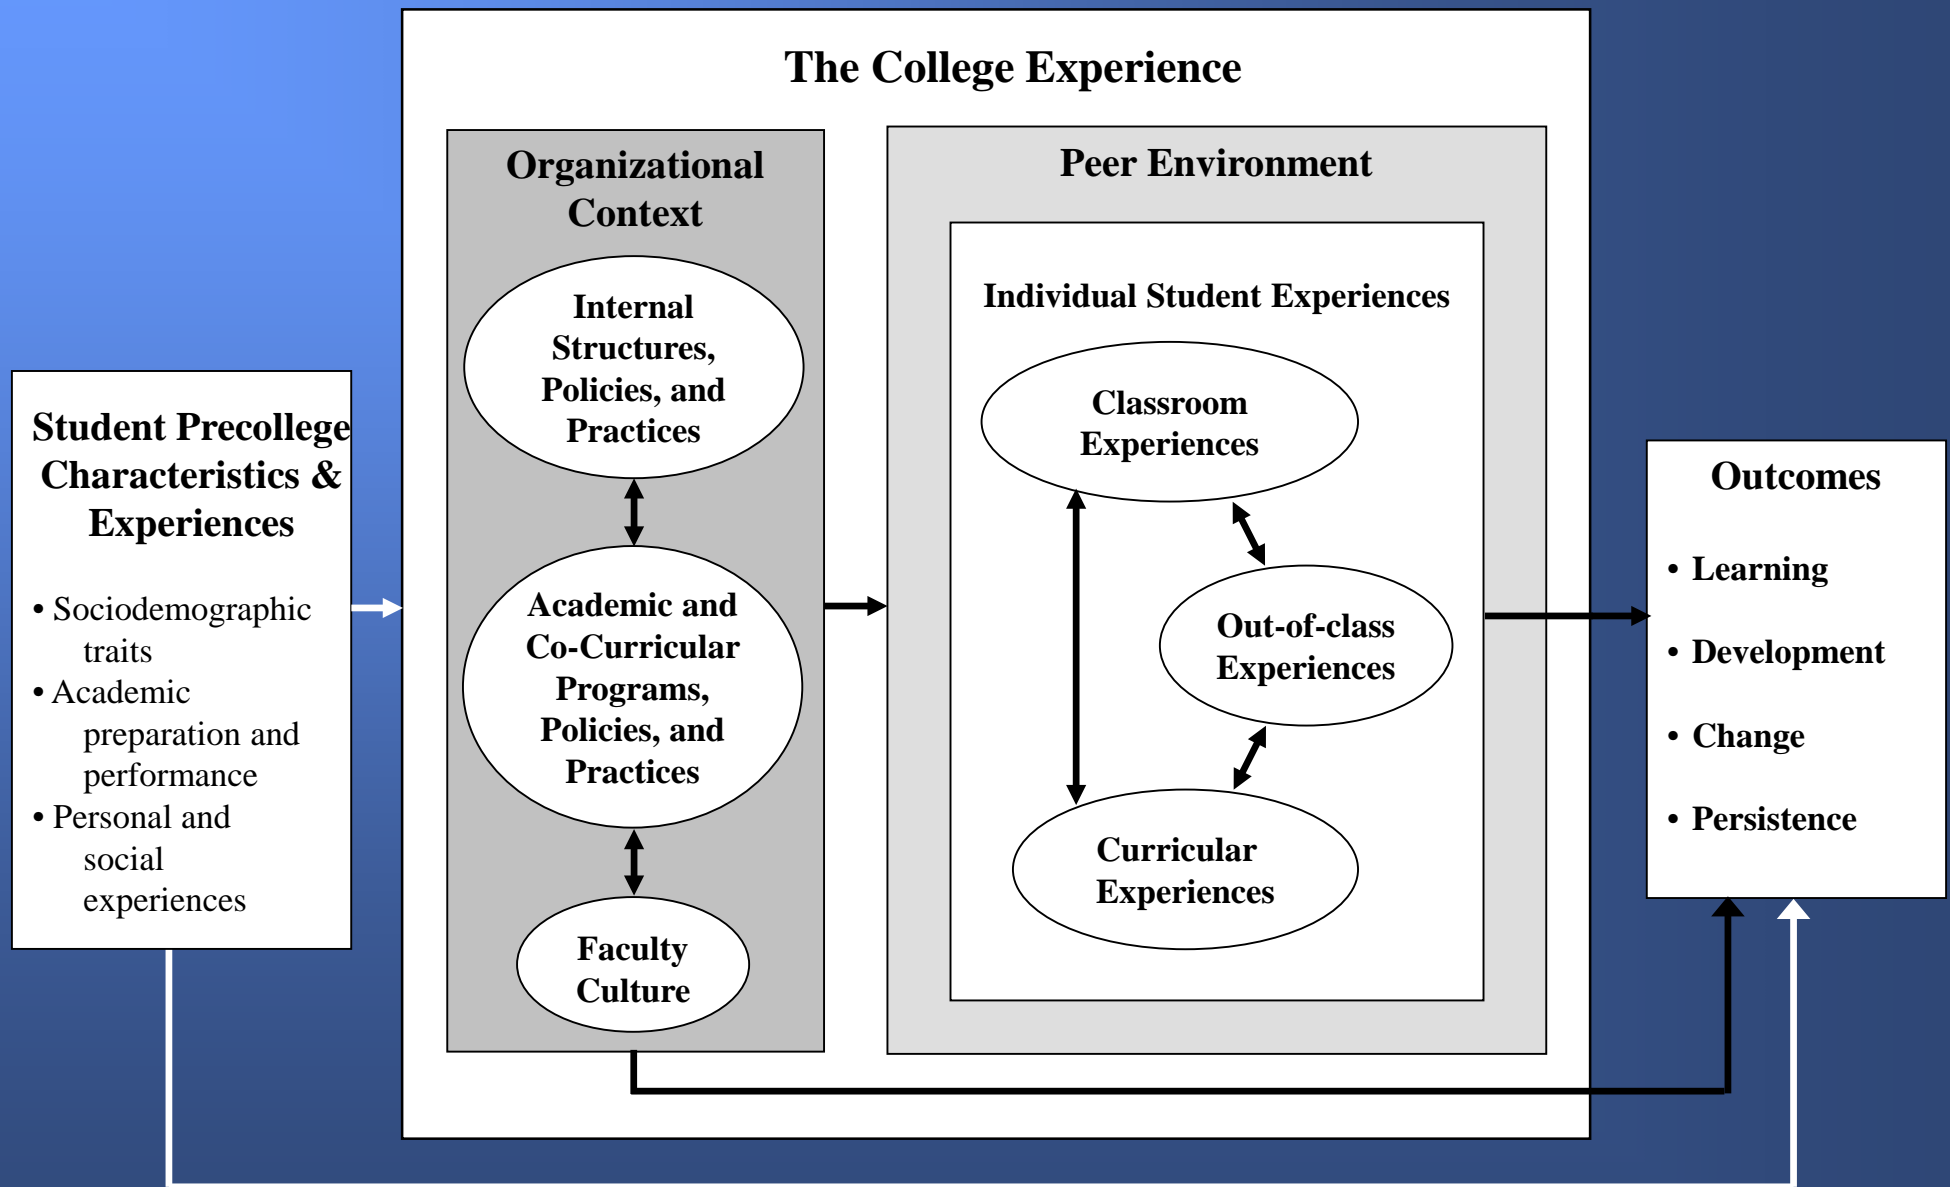 The College Experience
Organizational
Context
Internal
Structures,
Policies, and
Practices
Academic and
Co-Curricular
Programs,
Policies, and
Practices
Faculty
Culture
Peer Environment
Individual Student Experiences
Classroom
Experiences
Out-of-class
Experiences
Curricular
Experiences
Student Precollege
Characteristics &
Experiences
• Sociodemographic
traits
• Academic
preparation and
performance
• Personal and
social
experiences
Outcomes
• Learning
• Development
• Change
• Persistence